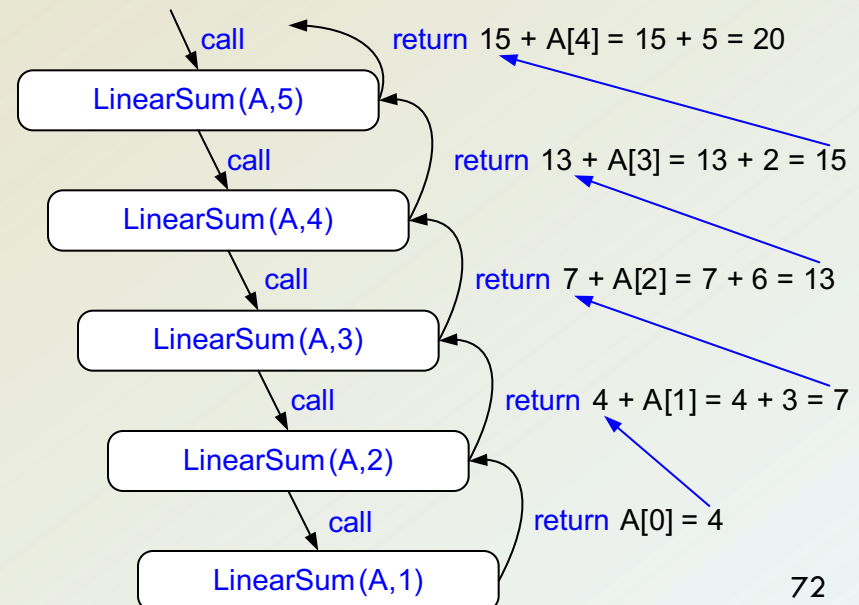 call
return 15 + A[4] = 15 + 5 = 20
LinearSum(A,5)
call
return 13 + A[3] = 13 + 2 = 15
LinearSum(A,4)
call
return 7 + A[2] = 7 + 6 = 13
LinearSum(A,3)
call
return 4 + A[1] = 4 + 3 = 7
LinearSum(A,2)
call
return A[0] = 4
LinearSum(A,1)
72